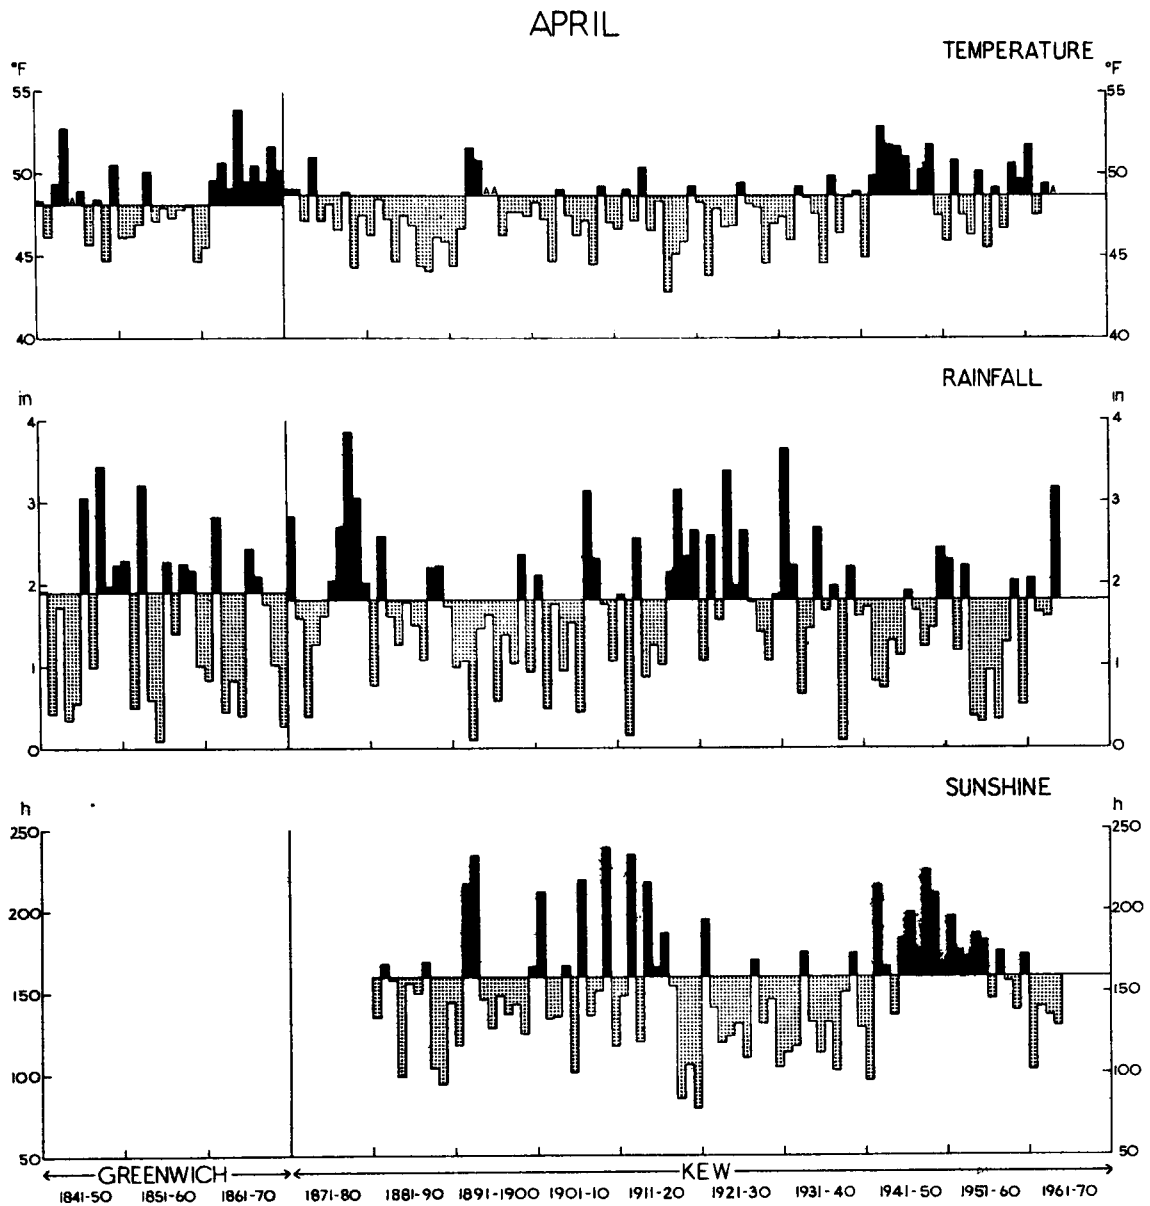 APRIL
TEMPERATURE
°F °F
55 55
50 50
45 45
40 40
RAINFALL
in in
4 4
3 3
2 2
1 1
0 0
SUNSHINE
h h
250 250
200 200
150 150
100 100
50 50
GREENWICH KEW
1841-50 1851-60 1861-70 1871-80 1881-90 1891-1900 1901-10 1911-20 1921-30 1931-40 1941-50 1951-60 1961-70